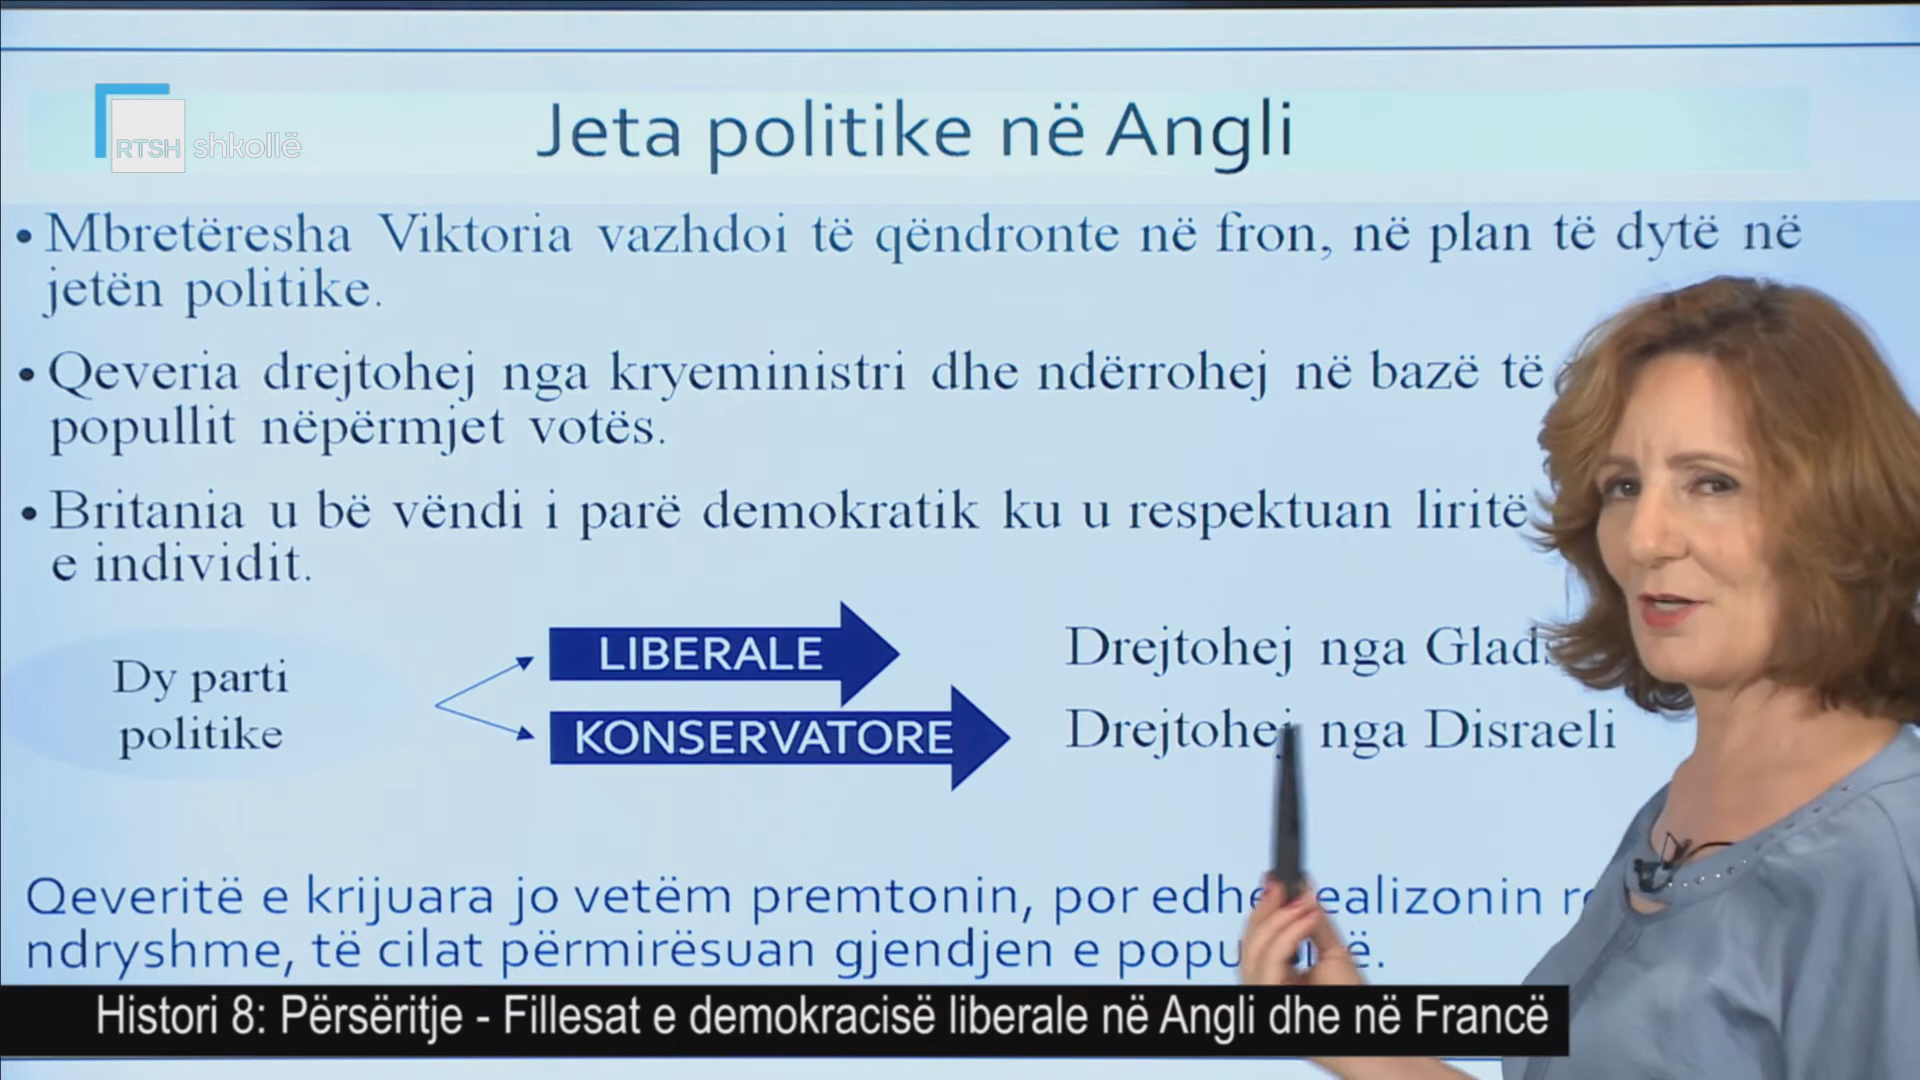 RTSH shkollë
Jeta politike në Angli
• Mbretëresha Viktoria vazhdoi të qëndronte në fron, në plan të dytë në
jetën politike.
• Qeveria drejtohej nga kryeministri dhe ndërrohej në bazë të
popullit nëpërmjet votës.
• Britania u bë vëndi i parë demokratik ku u respektuan liritë
e individit.
Dy parti
politike
LIBERALE
Drejtohej nga
KONSERVATORE
Drejtohej nga Disraeli
Qeveritë e krijuara jo vetëm premtonin, por edhe realizonin
ndryshme, të cilat përmirësuan gjendjen e
Histori 8: Përsëritje - Fillesat e demokracisë liberale në Angli dhe në Francë